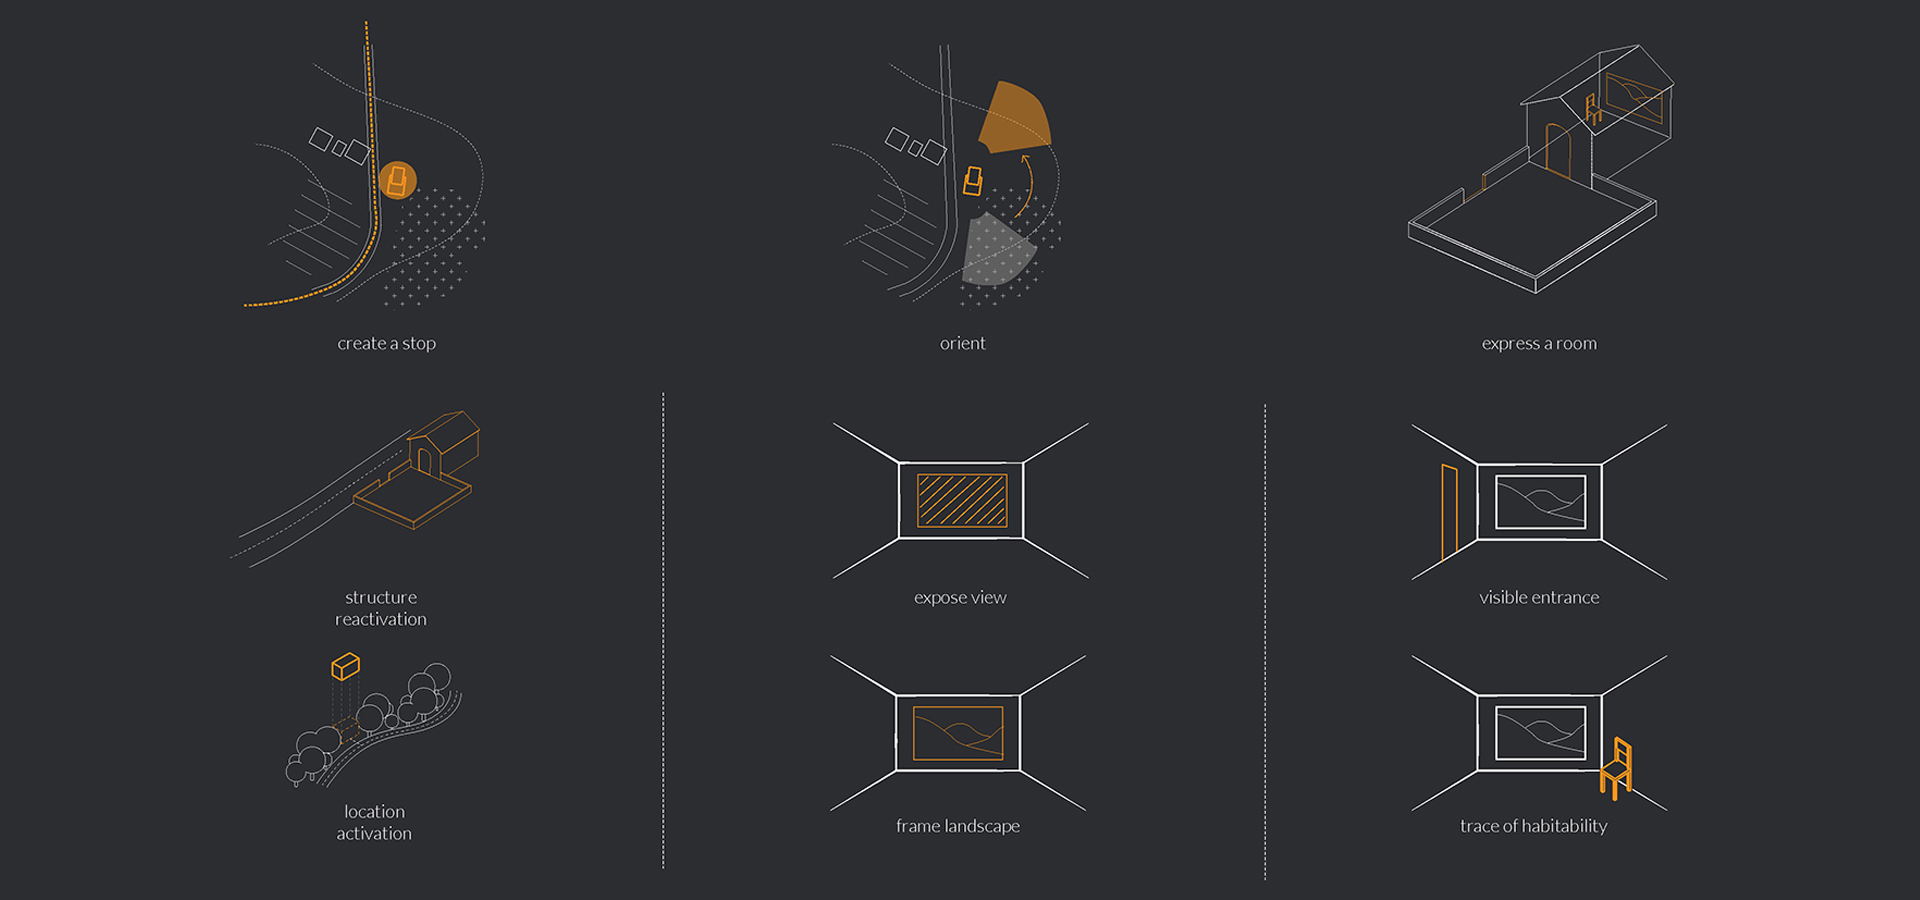 create a stop
orient
express a room
structure
reactivation
expose view
visible entrance
location
activation
frame landscape
trace of habitability